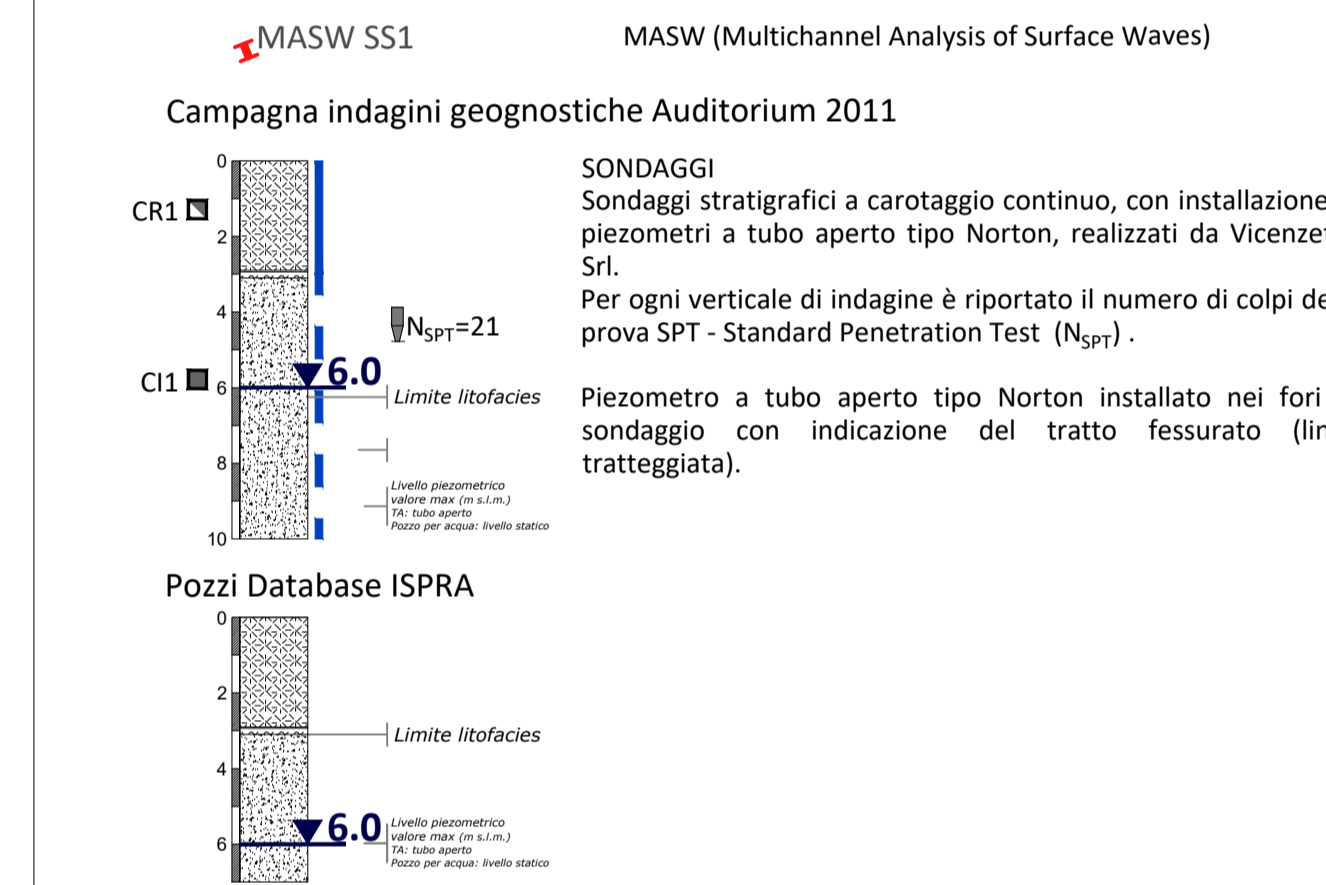 MASW SS1
MASW (Multichannel Analysis of Surface Waves)
Campagna indagini geognostiche Auditorium 2011
0
CR1
2
4
NSPT=21
CI1
6
6.0
Limite litofacies
8
Livello piezometrico
valore max (m s.l.m.)
TA: tubo aperto
Pozzo per acqua: livello statico
10
SONDAGGI
Sondaggi stratigrafici a carotaggio continuo, con installazione
piezometri a tubo aperto tipo Norton, realizzati da
Srl.
Per ogni verticale di indagine è riportato il numero di colpi
prova SPT - Standard Penetration Test (NSPT) .
Piezometro a tubo aperto tipo Norton installato nei fori
sondaggio con indicazione del tratto fessurato
tratteggiata).
Pozzi Database ISPRA
0
2
Limite litofacies
4
6
6.0
Livello piezometrico
valore max (m s.l.m.)
TA: tubo aperto
Pozzo per acqua: livello statico